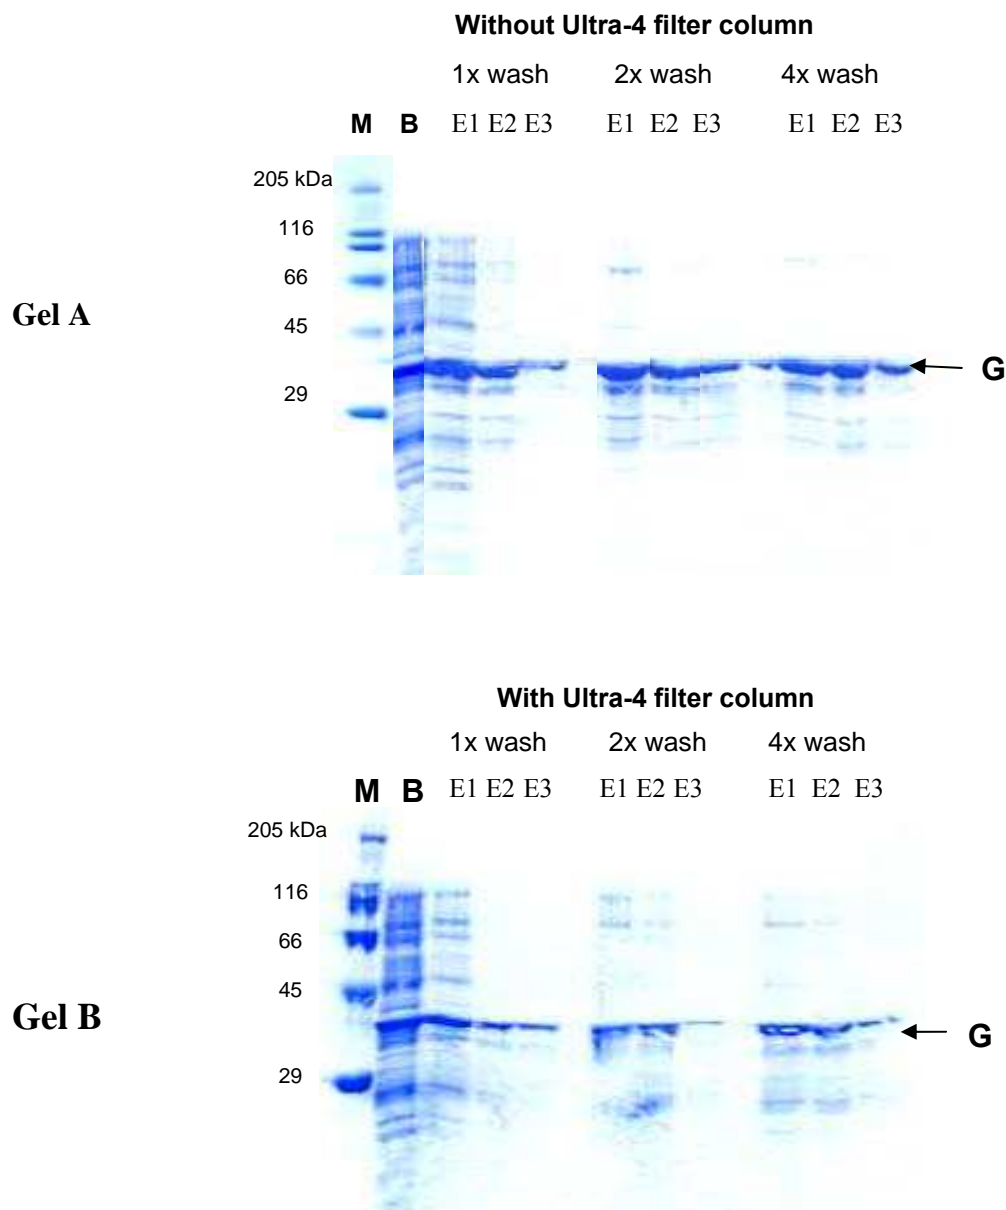 Without Ultra-4 filter column
1x wash 2x wash 4x wash
M B E1 E2 E3 E1 E2 E3 E1 E2 E3
205 kDa
116
66
Gel A
45
G
29
With Ultra-4 filter column
1x wash 2x wash 4x wash
M B E1 E2 E3 E1 E2 E3 E1 E2 E3
205 kDa
116
66
45
Gel B
G
29